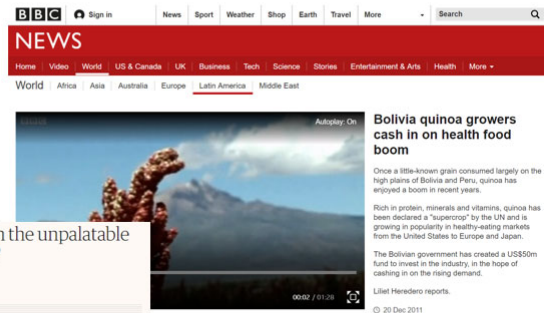 BBC Sign in News Sport Weather Shop Earth Travel More Search
NEWS
Home Video World US & Canada UK Business Tech Science Stories Entertainment & Arts Health More
World Africa Asia Australia Europe Latin America Middle East
Autoplay: On
00:02 / 01:28
n the unpalatable
Bolivia quinoa growers
cash in on health food
boom
Once a little-known grain consumed largely on the
high plains of Bolivia and Peru, quinoa has
enjoyed a boom in recent years.
Rich in protein, minerals and vitamins, quinoa has
been declared a "supercrop" by the UN and is
growing in popularity in healthy-eating markets
from the United States to Europe and Japan.
The Bolivian government has created a US$50m
fund to invest in the industry, in the hope of
cashing in on the rising demand.
Liliet Heredero reports.
20 Dec 2011